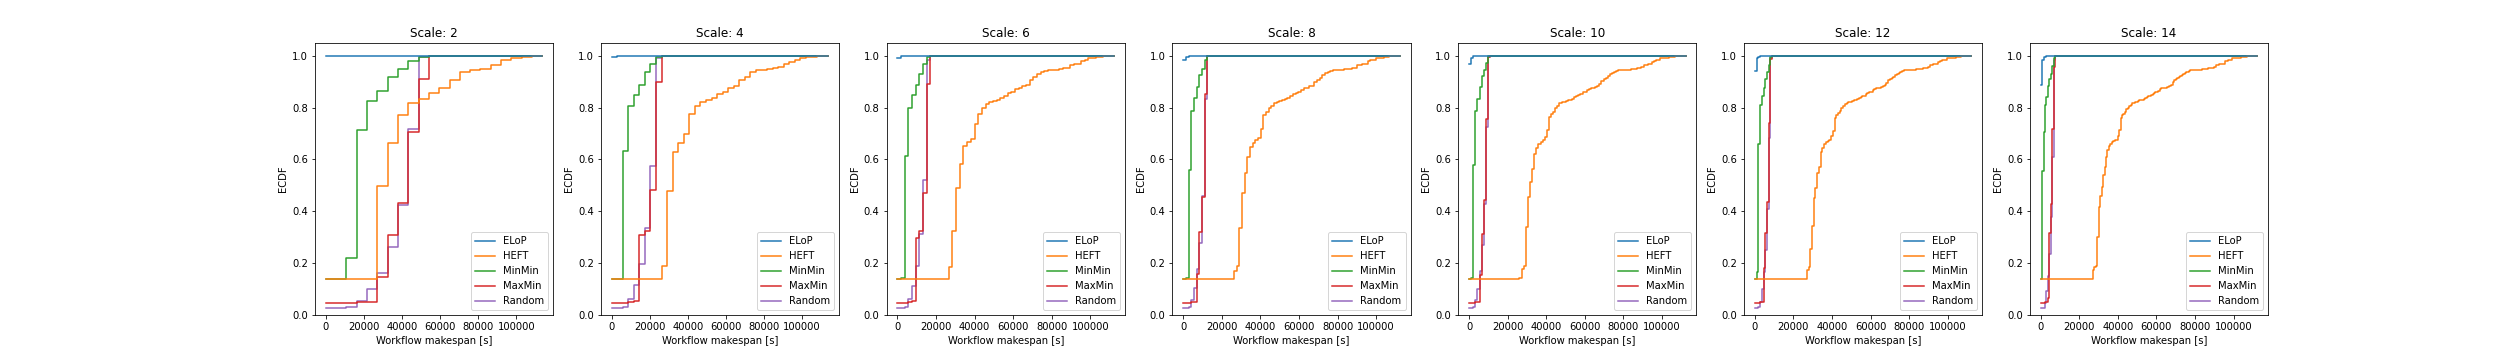 Scale: 2
1.0
0.8
0.6
0.4
0.2
0.0
ECDF
ELoP
HEFT
MinMin
MaxMin
Random
0 20000 40000 60000 80000 100000
Workflow makespan [s]
Scale: 4
1.0
0.8
0.6
0.4
0.2
0.0
ECDF
ELoP
HEFT
MinMin
MaxMin
Random
0 20000 40000 60000 80000 100000
Workflow makespan [s]
Scale: 6
1.0
0.8
0.6
0.4
0.2
0.0
ECDF
ELoP
HEFT
MinMin
MaxMin
Random
0 20000 40000 60000 80000 100000
Workflow makespan [s]
Scale: 8
1.0
0.8
0.6
0.4
0.2
0.0
ECDF
ELoP
HEFT
MinMin
MaxMin
Random
0 20000 40000 60000 80000 100000
Workflow makespan [s]
Scale: 10
1.0
0.8
0.6
0.4
0.2
0.0
ECDF
ELoP
HEFT
MinMin
MaxMin
Random
0 20000 40000 60000 80000 100000
Workflow makespan [s]
Scale: 12
1.0
0.8
0.6
0.4
0.2
0.0
ECDF
ELoP
HEFT
MinMin
MaxMin
Random
0 20000 40000 60000 80000 100000
Workflow makespan [s]
Scale: 14
1.0
0.8
0.6
0.4
0.2
0.0
ECDF
ELoP
HEFT
MinMin
MaxMin
Random
0 20000 40000 60000 80000 100000
Workflow makespan [s]